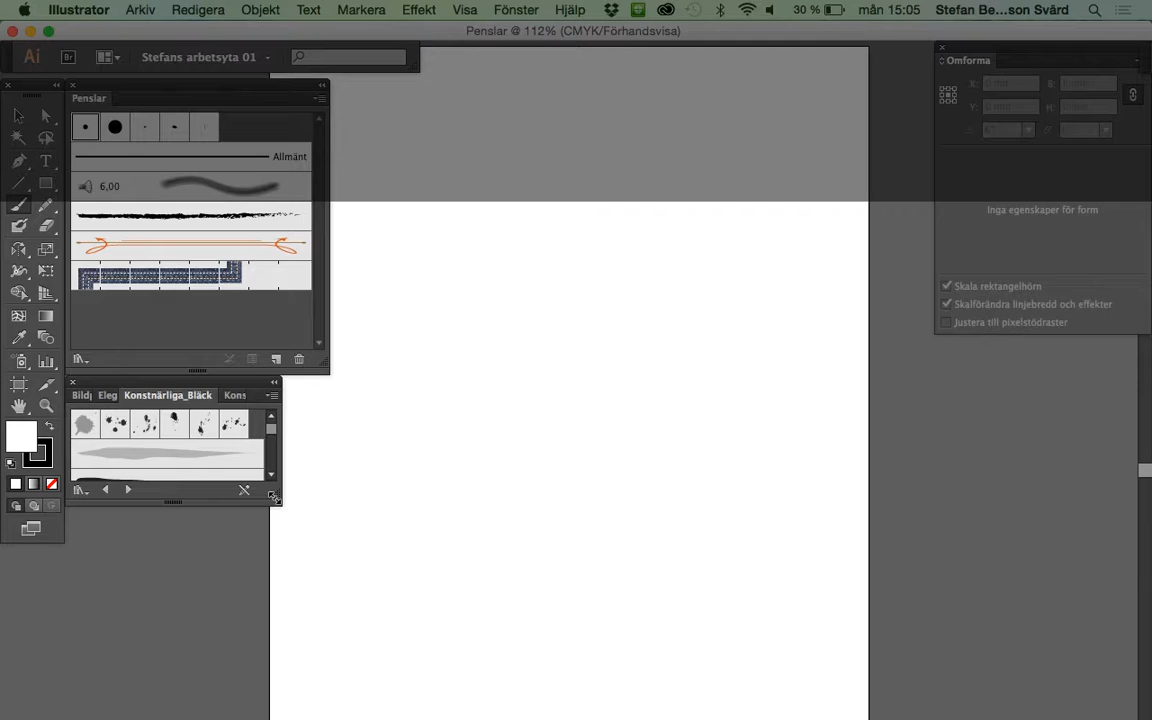 Illustrator Arkiv Redigera Objekt Text Markera Effekt Visa Fönster Hjälp 30 % mån 15:05 Stefan Be...son Svärd
Penslar @ 112% (CMYK/Förhandsvisa)
Ai Br Stefans arbetsyta 01
Omforma
Penslar
X:
B:
Y:
H:
Allmänt
6,00
Inga egenskaper för form
Skala rektangelhörn
Skalförändra linjebredd och effekter
Justera till pixelstödraster
Bild Eleg Konstnärliga_Bläck Kons